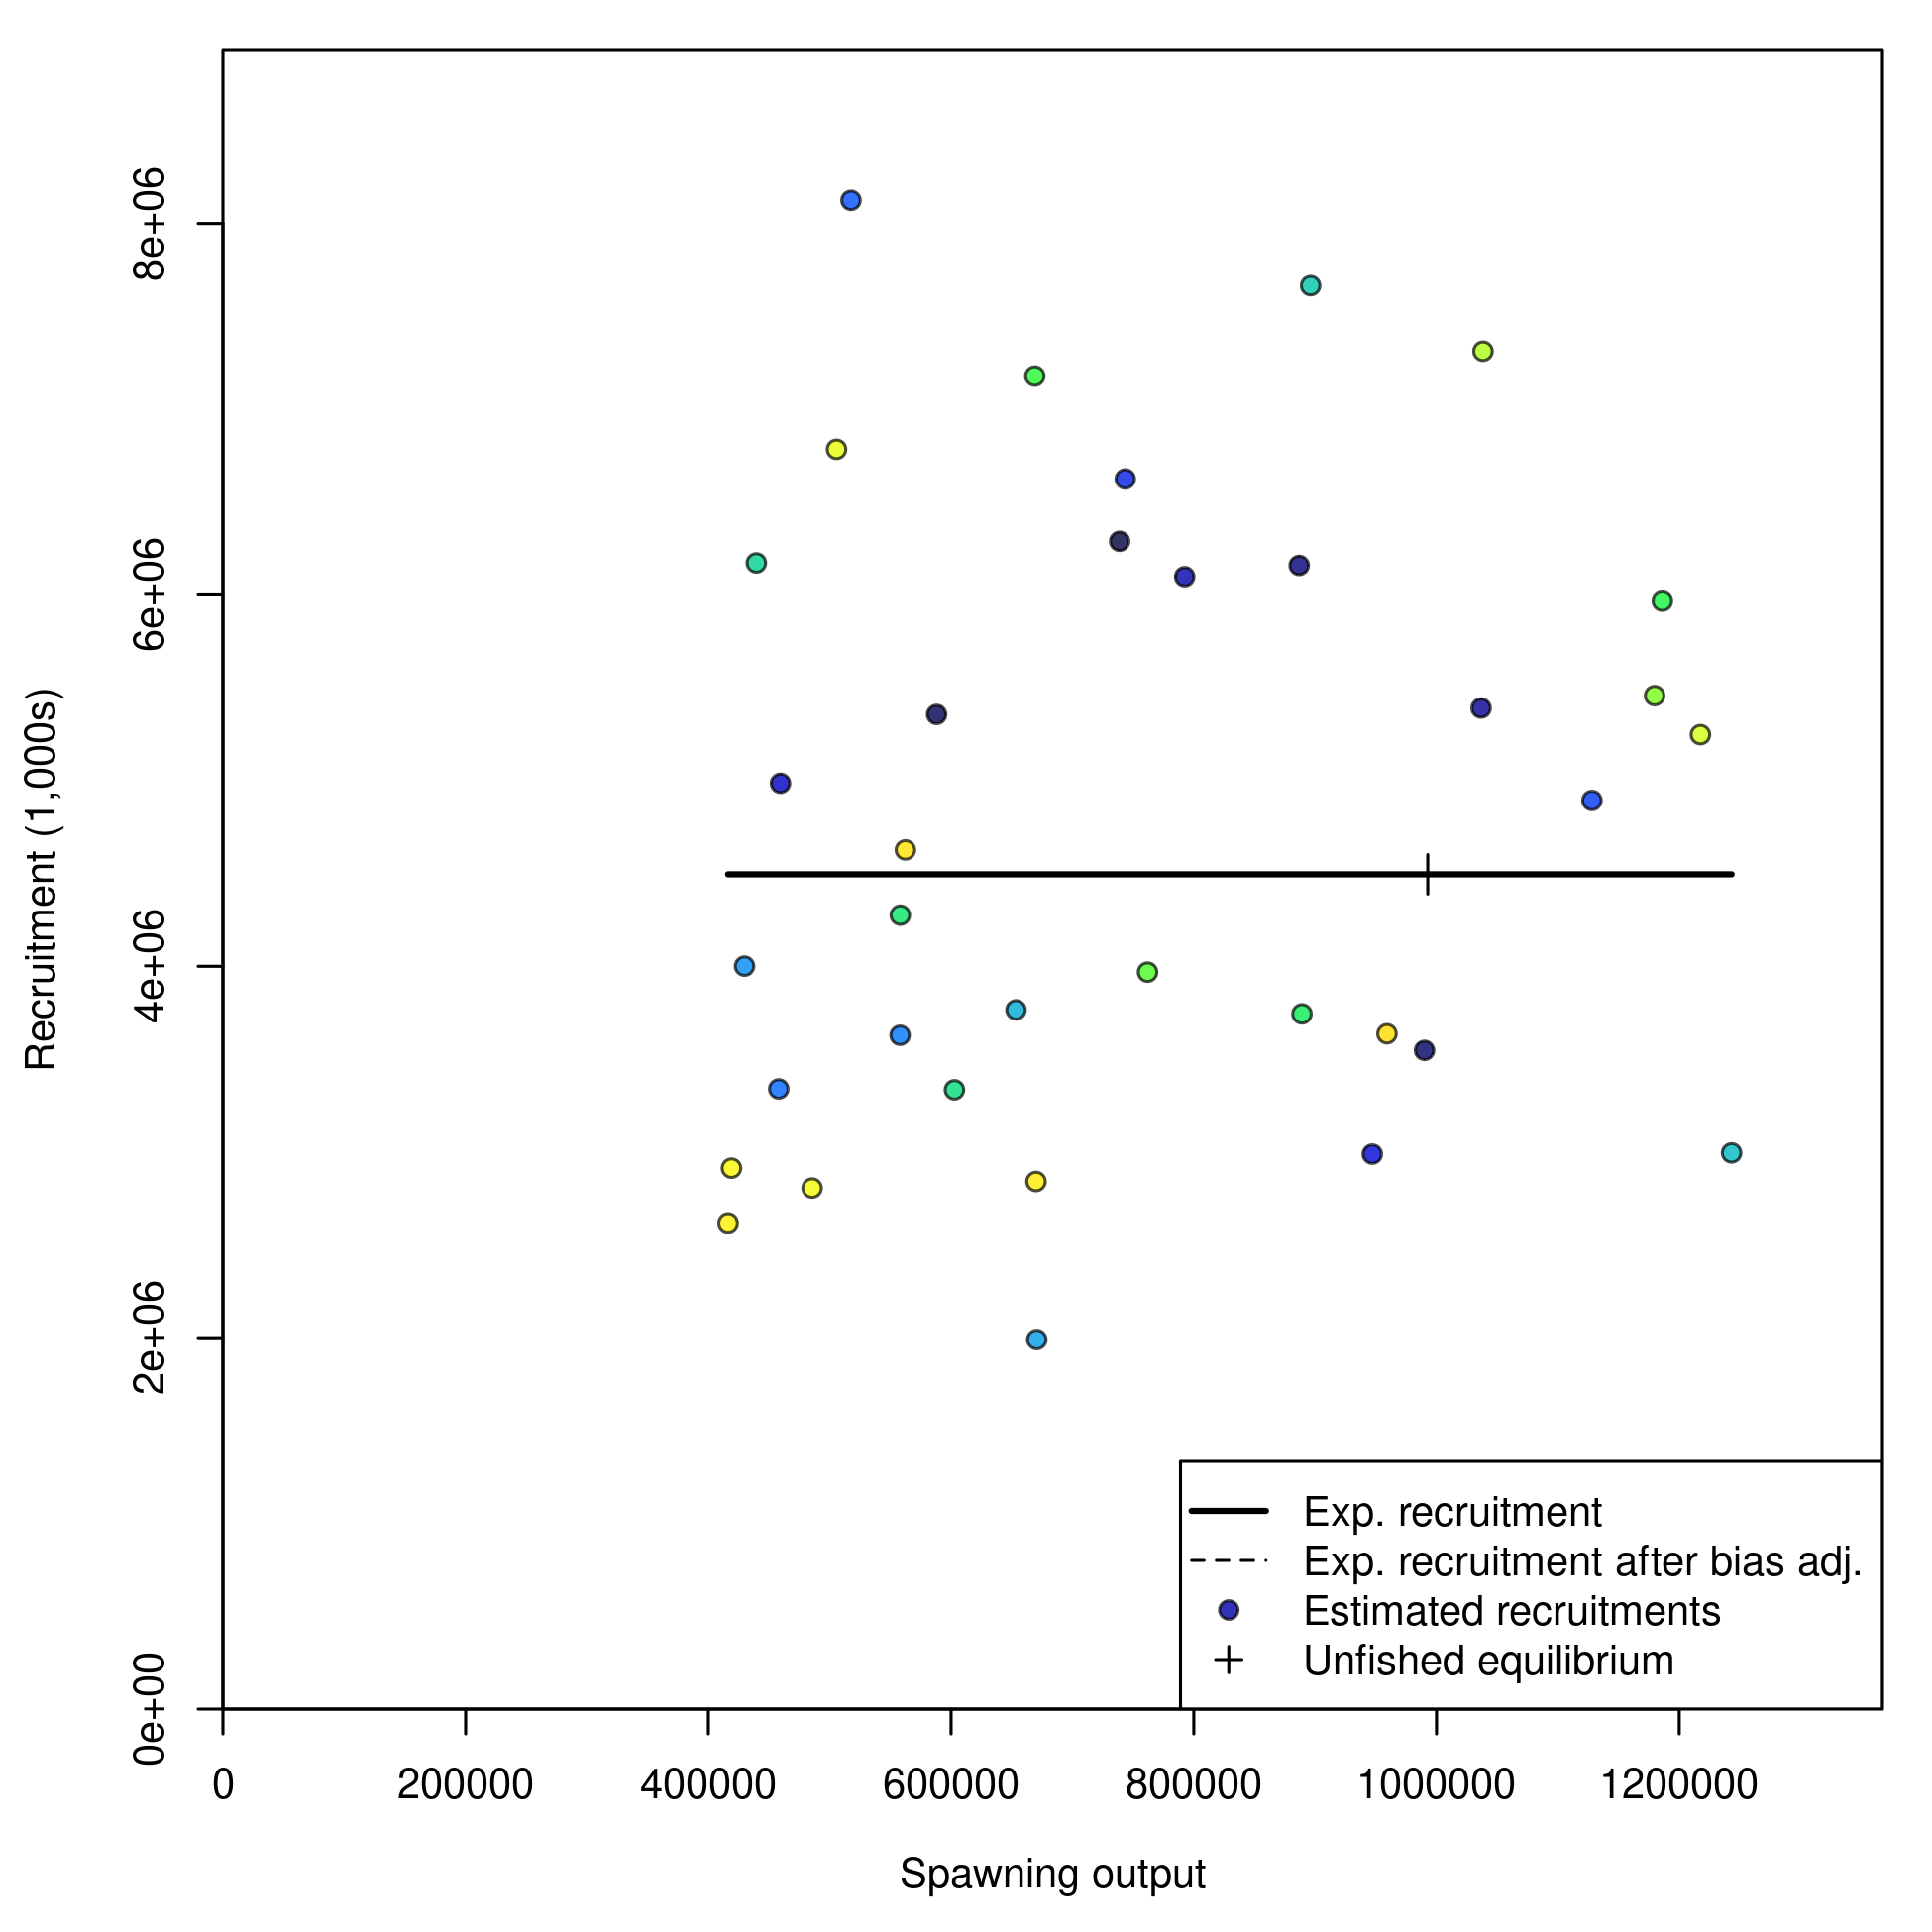 8e+06
6e+06
4e+06
2e+06
0e+00
Recruitment (1,000s)
0 200000 400000 600000 800000 1000000 1200000
Spawning output
Exp. recruitment
Exp. recruitment after bias adj.
Estimated recruitments
Unfished equilibrium